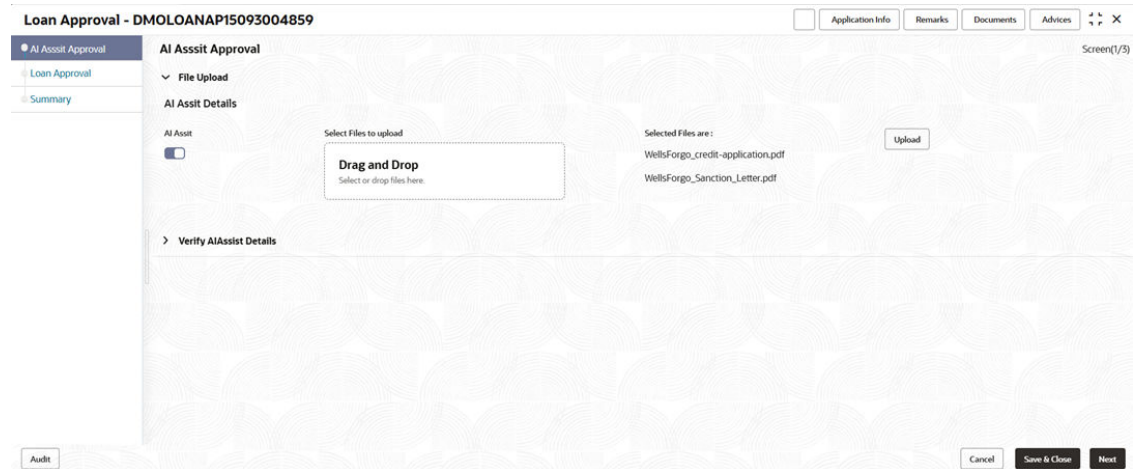 Loan Approval - DMOLOANAP15093004859
Application Info
Remarks
Documents
Advices
AI Asssit Approval
Loan Approval
Summary
AI Asssit Approval
Screen(1/3)
File Upload
AI Assit Details
AI Assit
Select Files to upload
Drag and Drop
Select or drop files here.
Selected Files are :
WellsForgo_credit-application.pdf
WellsForgo_Sanction_Letter.pdf
Upload
Verify AIAssist Details
Audit
Cancel
Save & Close
Next